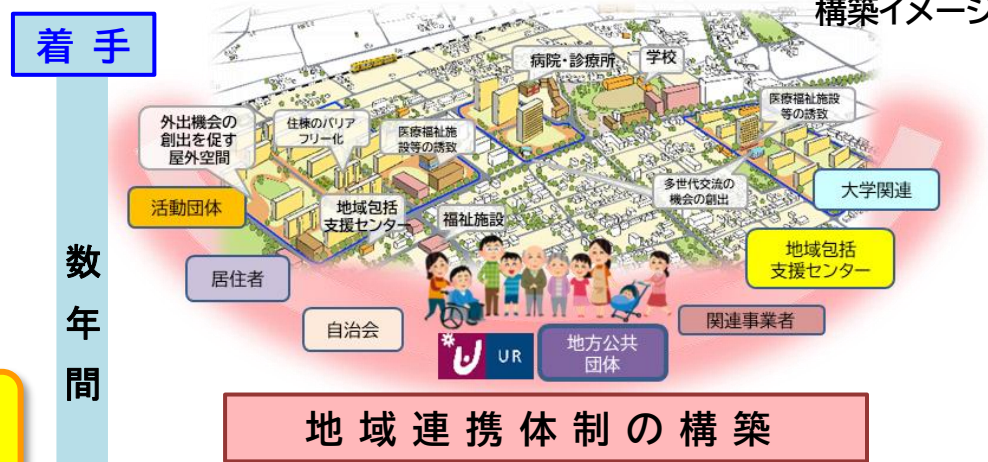 構築イメージ
着手
数年間
病院・診療所
学校
医療福祉施設
等の誘致
外出機会の
創出を促す
屋外空間
住棟のバリア
フリー化
医療福祉施
設等の誘致
多世代交流の
機会の創出
大学関連
活動団体
地域包括
支援センター
福祉施設
地域包括
支援センター
居住者
自治会
関連事業者
UR
地方公共
団体
地域連携体制の構築